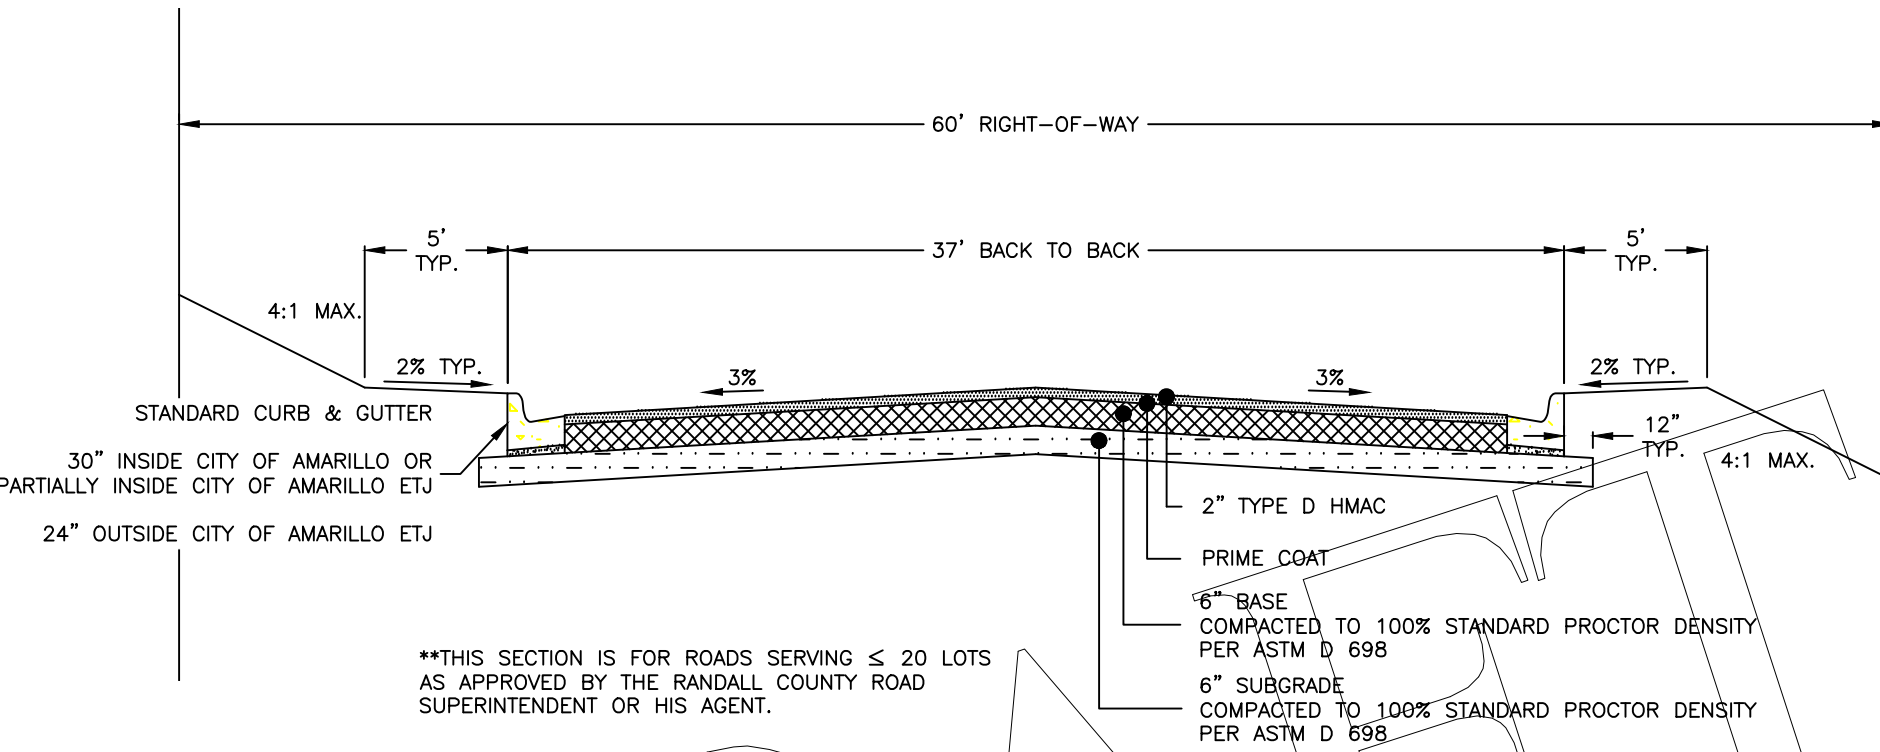 60' RIGHT-OF-WAY
5'
TYP.
37' BACK TO BACK
5'
TYP.
4:1 MAX.
2% TYP.
3%
3%
2% TYP.
STANDARD CURB & GUTTER
30" INSIDE CITY OF AMARILLO OR
PARTIALLY INSIDE CITY OF AMARILLO ETJ
24" OUTSIDE CITY OF AMARILLO ETJ
12"
TYP.
4:1 MAX.
2" TYPE D HMAC
PRIME COAT
6" BASE
COMPACTED TO 100% STANDARD PROCTOR DENSITY
PER ASTM D 698
6" SUBGRADE
COMPACTED TO 100% STANDARD PROCTOR DENSITY
PER ASTM D 698
**THIS SECTION IS FOR ROADS SERVING ≤ 20 LOTS
AS APPROVED BY THE RANDALL COUNTY ROAD
SUPERINTENDENT OR HIS AGENT.